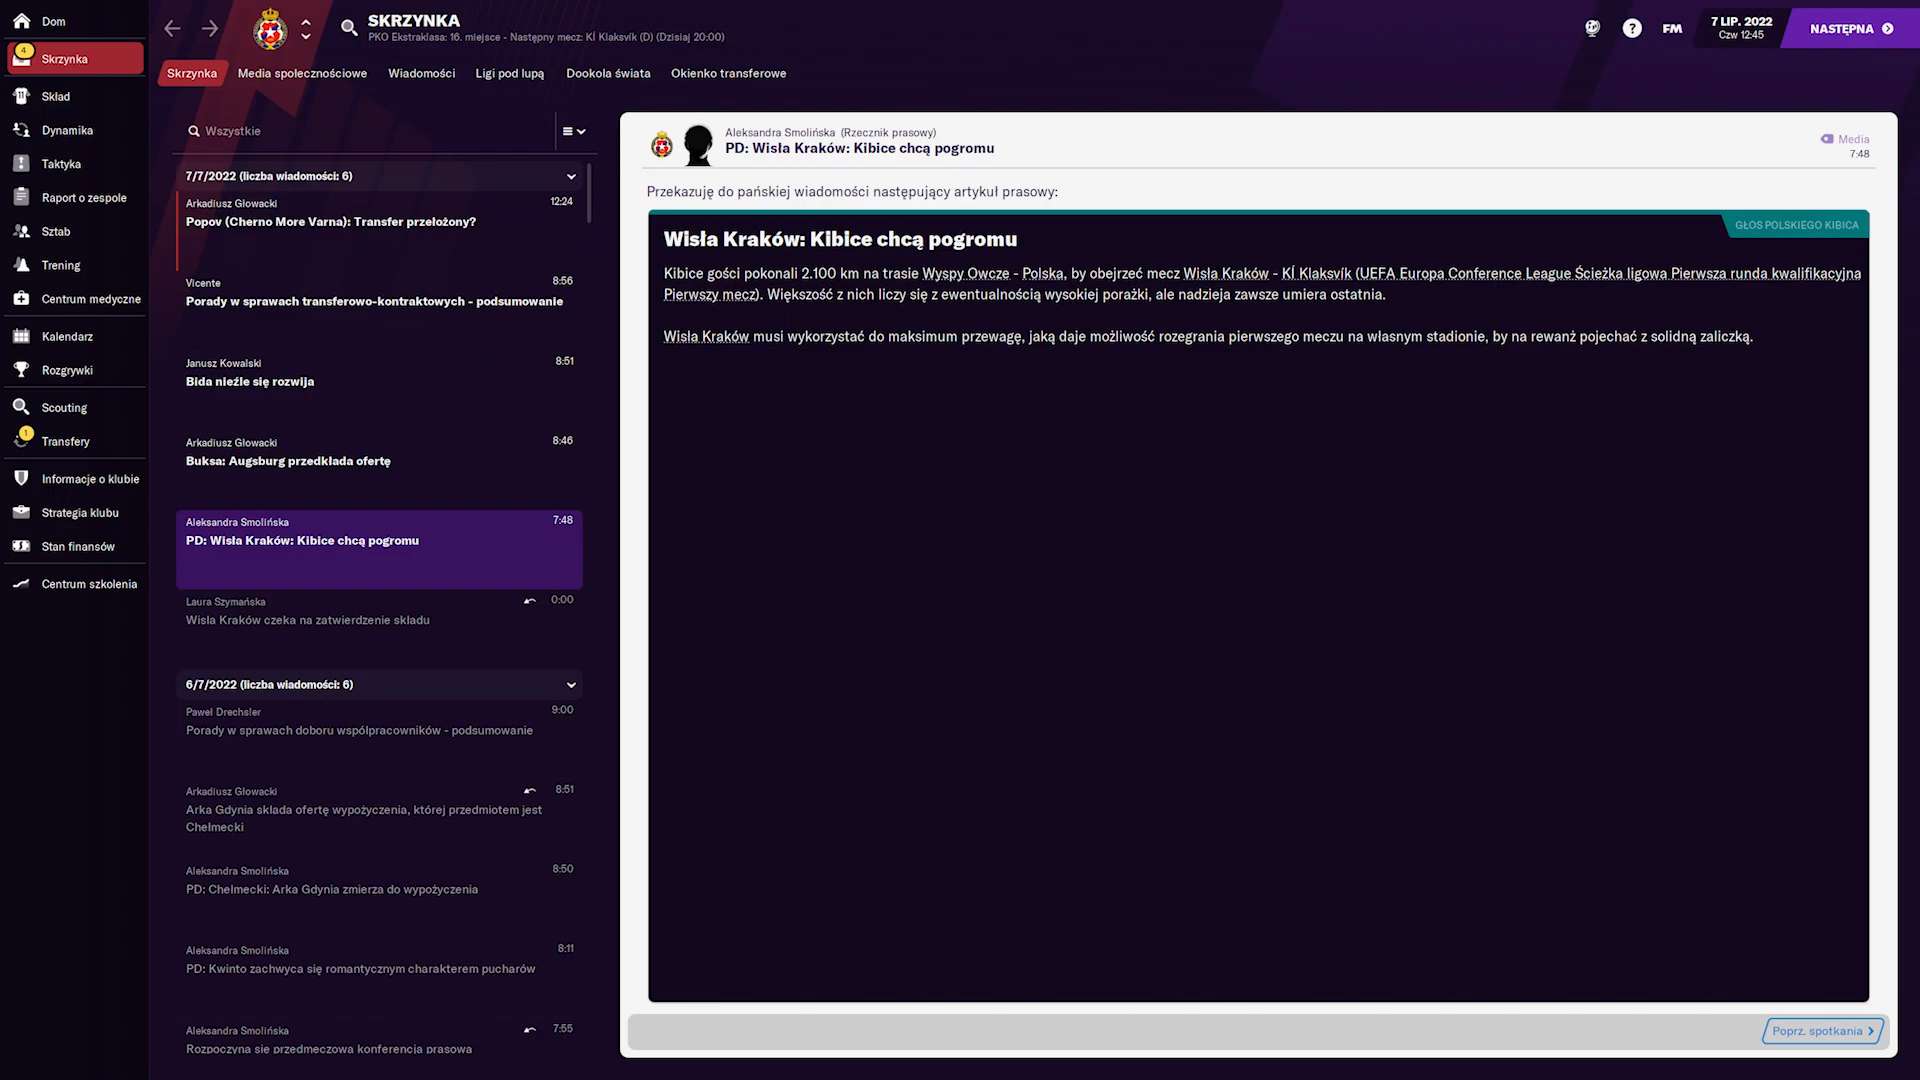 Dom
4
Skrzynka
Skład
Dynamika
Taktyka
Raport o zespole
Sztab
Trening
Centrum medyczne
Kalendarz
Rozgrywki
Scouting
1
Transfery
Informacje o klubie
Strategia klubu
Stan finansów
Centrum szkolenia
SKRZYNKA
PKO Ekstraklasa: 16. miejsce - Następny mecz: KÍ Klaksvík (D) (Dzisiaj 20:00)
FM
7 LIP. 2022
Czw 12:45
NASTĘPNA
Skrzynka
Media społecznościowe
Wiadomości
Ligi pod lupą
Dookoła świata
Okienko transferowe
Wszystkie
7/7/2022 (liczba wiadomości: 6)
Arkadiusz Głowacki 12:24
Popov (Cherno More Varna): Transfer przełożony?
Vicente 8:56
Porady w sprawach transferowo-kontraktowych - podsumowanie
Janusz Kowalski 8:51
Bida nieźle się rozwija
Arkadiusz Głowacki 8:46
Buksa: Augsburg przedkłada ofertę
Aleksandra Smolińska 7:48
PD: Wisła Kraków: Kibice chcą pogromu
Laura Szymańska 0:00
Wisła Kraków czeka na zatwierdzenie składu
6/7/2022 (liczba wiadomości: 6)
Paweł Drechsler 9:00
Porady w sprawach doboru współpracowników - podsumowanie
Arkadiusz Głowacki 8:51
Arka Gdynia składa ofertę wypożyczenia, której przedmiotem jest
Chełmecki
Aleksandra Smolińska 8:50
PD: Chełmecki: Arka Gdynia zmierza do wypożyczenia
Aleksandra Smolińska 8:11
PD: Kwinto zachwyca się romantycznym charakterem pucharów
Aleksandra Smolińska 7:55
Rozpoczyna się przedmeczowa konferencja prasowa
Aleksandra Smolińska (Rzecznik prasowy)
PD: Wisła Kraków: Kibice chcą pogromu
Media
7:48
Przekazuję do pańskiej wiadomości następujący artykuł prasowy:
GŁOS POLSKIEGO KIBICA
Wisła Kraków: Kibice chcą pogromu
Kibice gości pokonali 2.100 km na trasie Wyspy Owcze - Polska, by obejrzeć mecz Wisła Kraków - KÍ Klaksvík (UEFA Europa Conference League Ścieżka ligowa Pierwsza runda kwalifikacyjna
Pierwszy mecz). Większość z nich liczy się z ewentualnością wysokiej porażki, ale nadzieja zawsze umiera ostatnia.
Wisła Kraków musi wykorzystać do maksimum przewagę, jaką daje możliwość rozegrania pierwszego meczu na własnym stadionie, by na rewanż pojechać z solidną zaliczką.
Poprz. spotkania